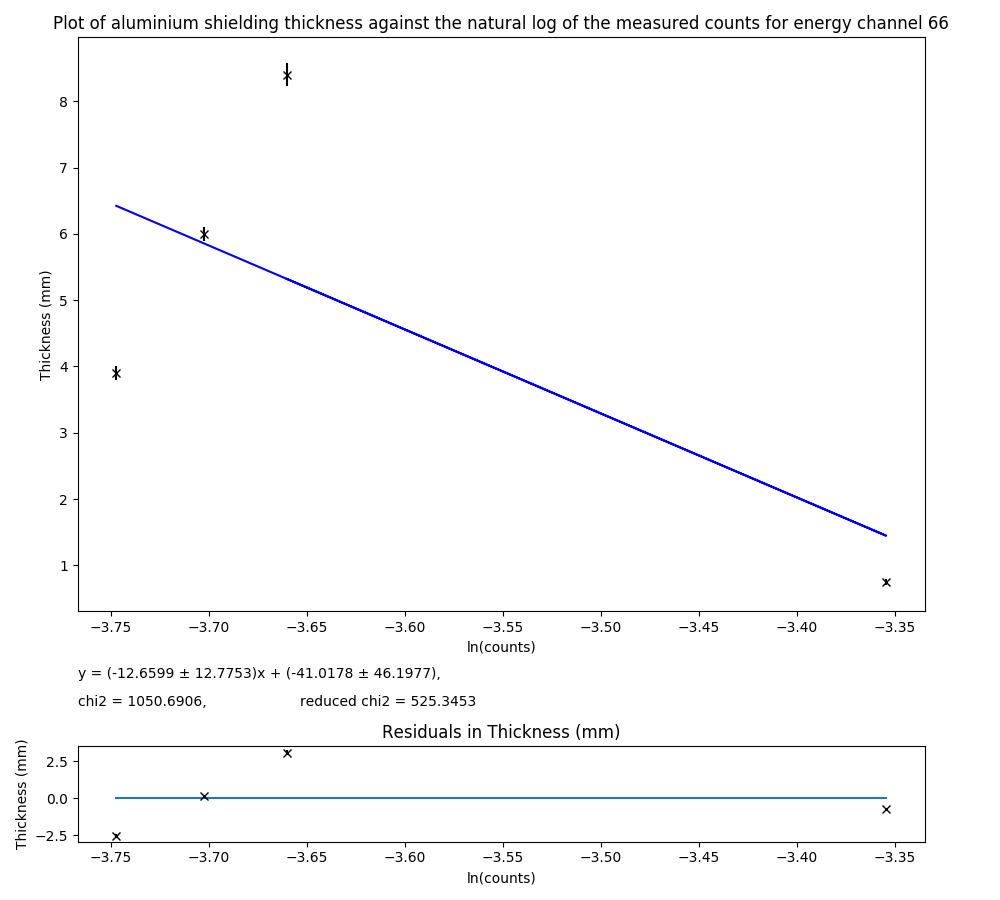 Plot of aluminium shielding thickness against the natural log of the measured counts for energy channel 66
8
7
6
5
4
3
2
1
Thickness (mm)
−3.75 −3.70 −3.65 −3.60 −3.55 −3.50 −3.45 −3.40 −3.35
ln(counts)
y = (-12.6599 ± 12.7753)x + (-41.0178 ± 46.1977),
chi2 = 1050.6906, reduced chi2 = 525.3453
Residuals in Thickness (mm)
2.5
0.0
−2.5
Thickness (mm)
−3.75 −3.70 −3.65 −3.60 −3.55 −3.50 −3.45 −3.40 −3.35
ln(counts)